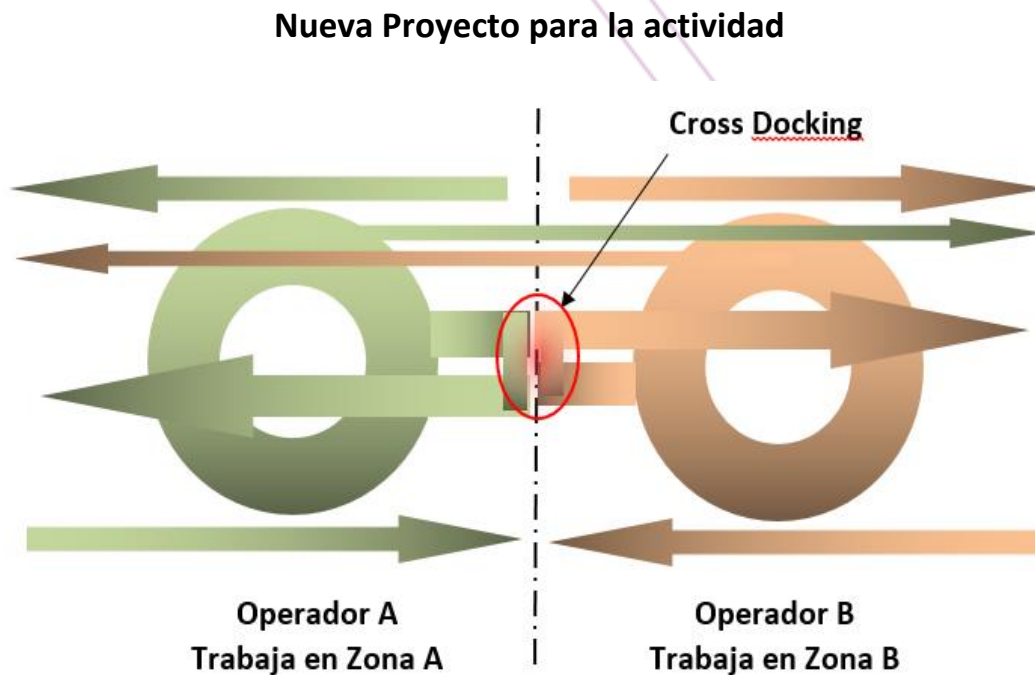 Nueva Proyecto para la actividad
Cross Docking
Operador A
Trabaja en Zona A
Operador B
Trabaja en Zona B